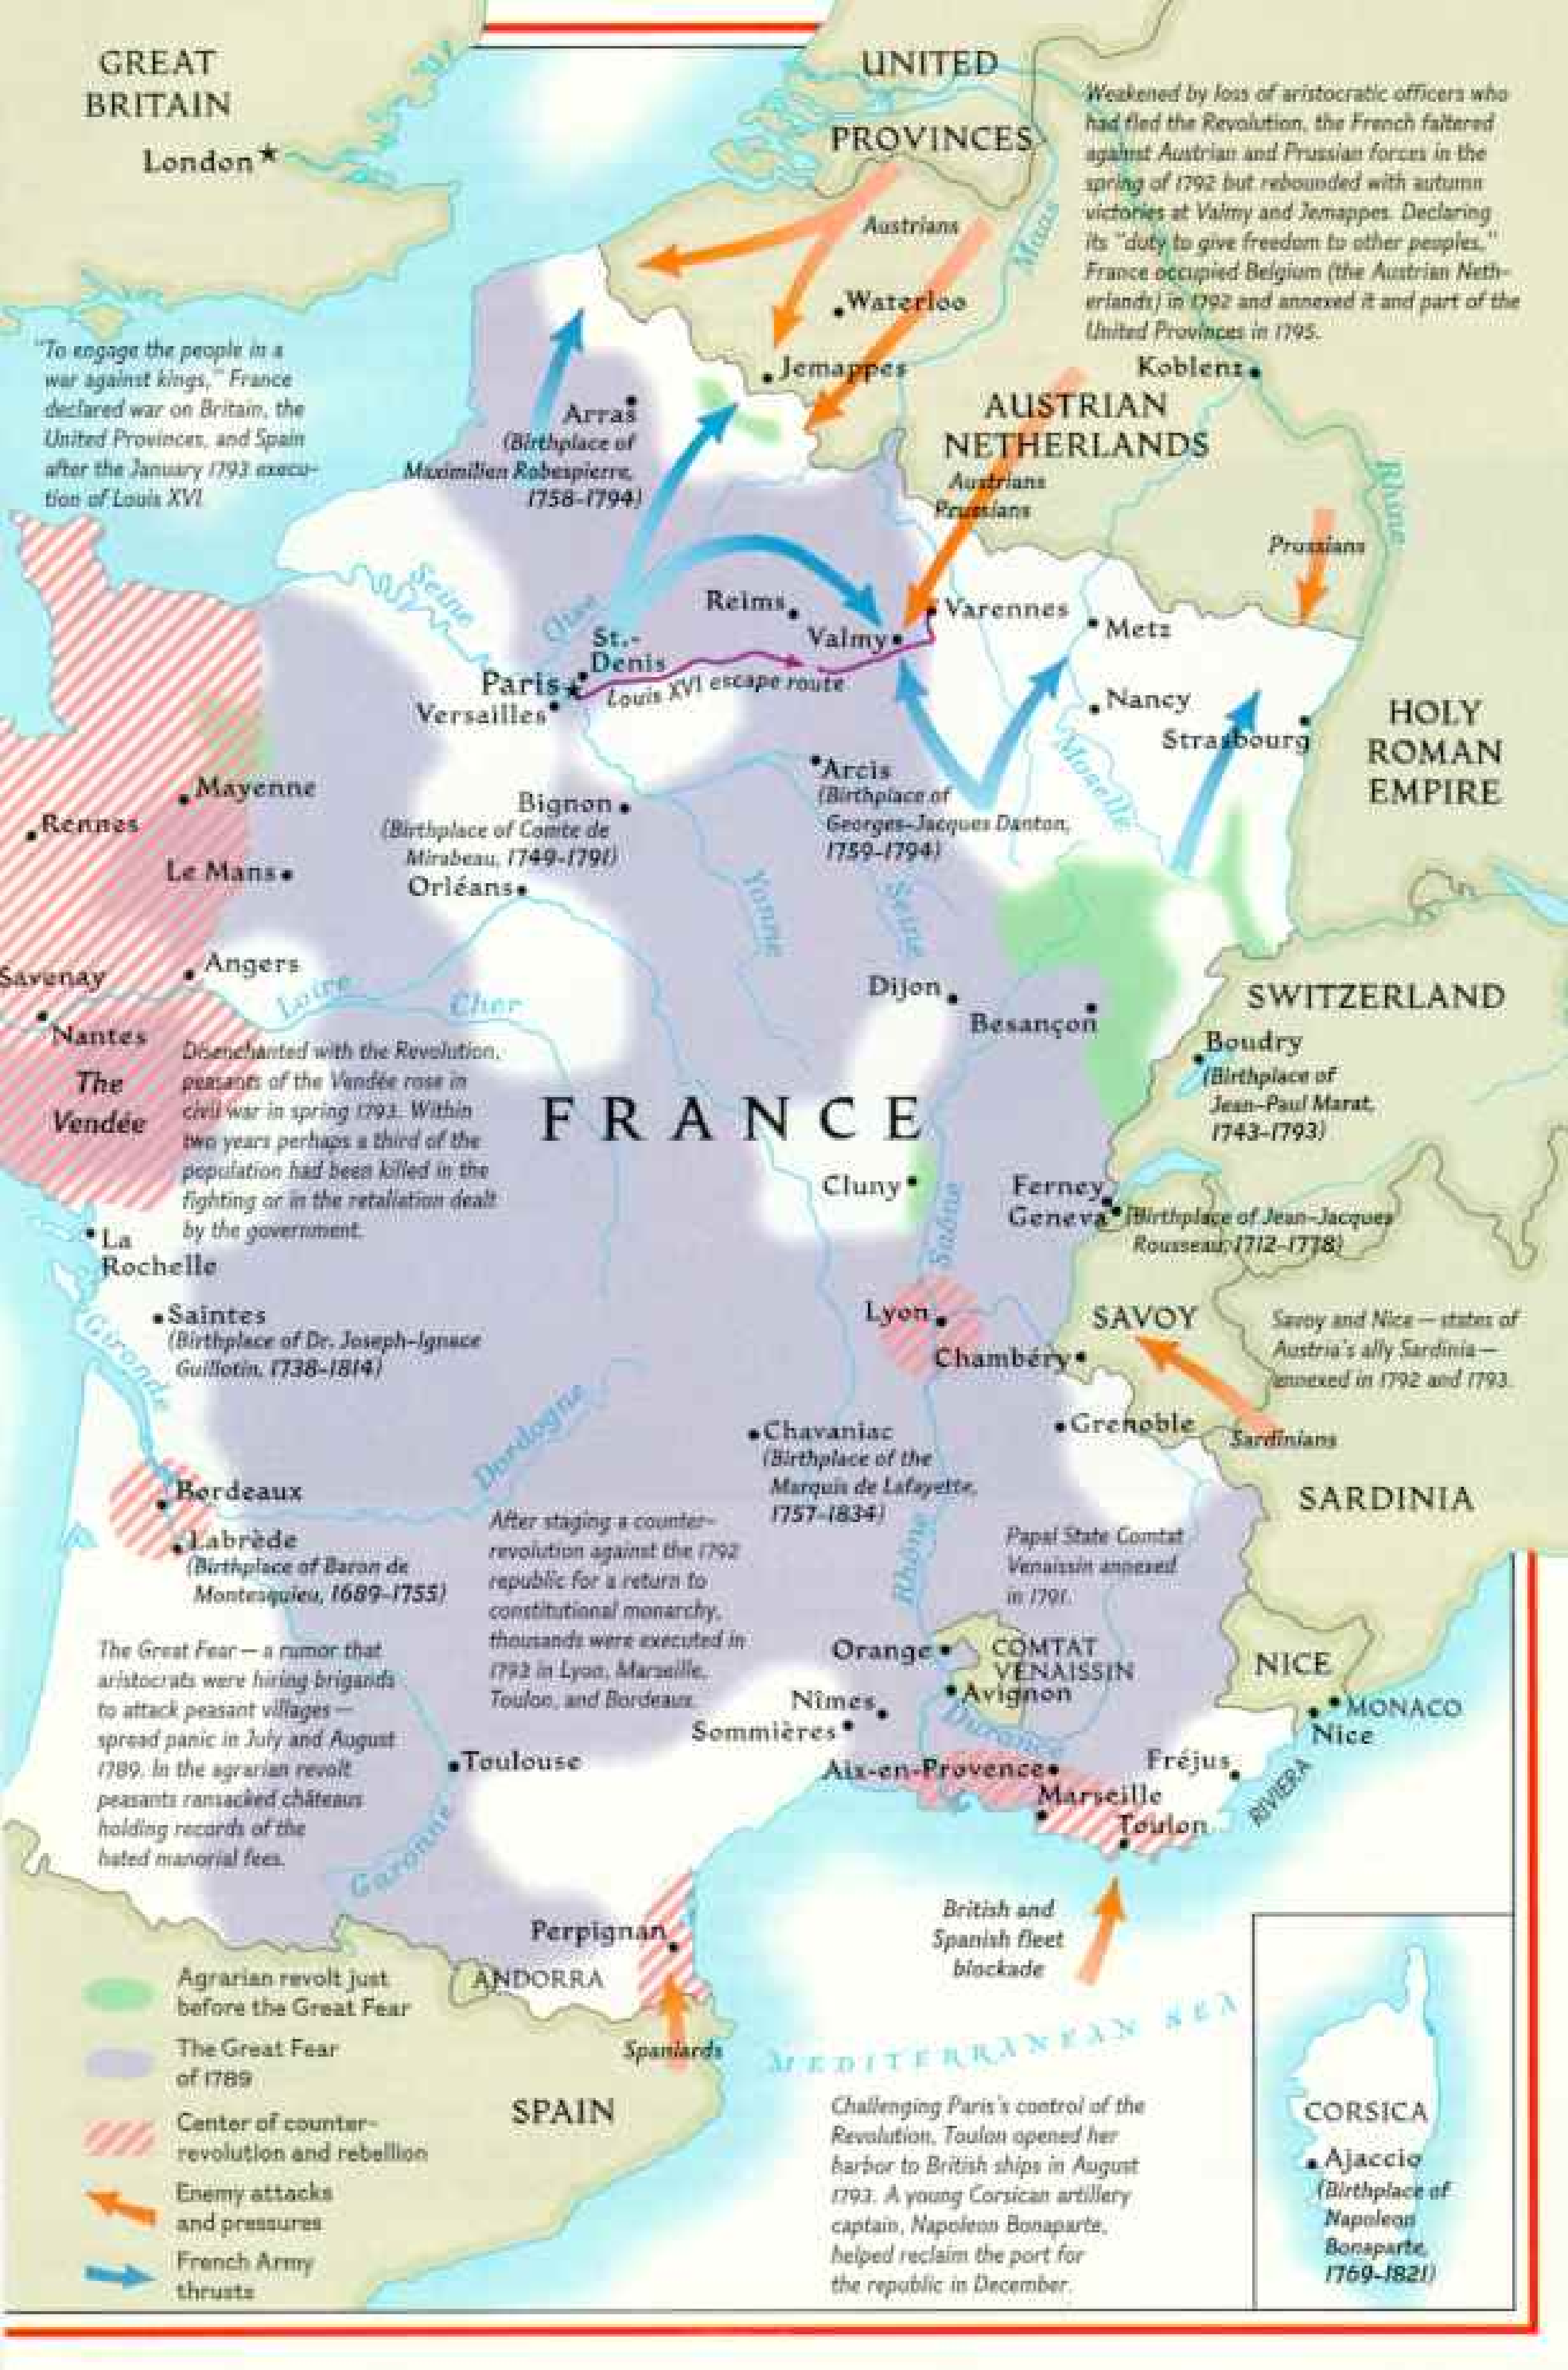 GREAT
BRITAIN
London
UNITED
PROVINCES
Weakened by loss of aristocratic officers who
had fled the Revolution, the French faltered
against Austrian and Prussian forces in the
spring of 1792 but rebounded with autumn
victories at Valmy and Jemappes. Declaring
its "duty to give freedom to other peoples,"
France occupied Belgium (the Austrian Neth-
erlands) in 1792 and annexed it and part of the
United Provinces in 1795.
Austrians
Maas
Waterloo
Jemappes
Koblenz
"To engage the people in a
war against kings," France
declared war on Britain, the
United Provinces, and Spain
after the January 1793 execu-
tion of Louis XVI.
Arras
(Birthplace of
Maximilien Robespierre,
1758-1794)
AUSTRIAN
NETHERLANDS
Austrians
Prussians
Rhine
Prussians
Seine
Oise
Reims
Valmy
Varennes
Metz
St.-
Denis
Paris
Versailles
Louis XVI escape route
Nancy
Strasbourg
Moselle
HOLY
ROMAN
EMPIRE
Mayenne
Rennes
Le Mans
Bignon
(Birthplace of Comte de
Mirabeau, 1749-1791)
Orléans
Arcis
(Birthplace of
Georges-Jacques Danton,
1759-1794)
Yonne
Seine
Savenay
Angers
Loire
Cher
Nantes
The
Vendée
Dijon
Besançon
SWITZERLAND
Boudry
(Birthplace of
Jean-Paul Marat,
1743-1793)
Disenchanted with the Revolution,
peasants of the Vendée rose in
civil war in spring 1793. Within
two years perhaps a third of the
population had been killed in the
fighting or in the retaliation dealt
by the government.
FRANCE
Cluny
Saône
Ferney
Geneva
(Birthplace of Jean-Jacques
Rousseau, 1712-1778)
La
Rochelle
Saintes
(Birthplace of Dr. Joseph-Ignace
Guillotin, 1738-1814)
Gironde
Lyon
Chambéry
SAVOY
Savoy and Nice — states of
Austria's ally Sardinia —
annexed in 1792 and 1793.
Grenoble
Sardinians
SARDINIA
Dordogne
Chavaniac
(Birthplace of the
Marquis de Lafayette,
1757-1834)
Bordeaux
Labrède
(Birthplace of Baron de
Montesquieu, 1689-1755)
After staging a counter-
revolution against the 1792
republic for a return to
constitutional monarchy,
thousands were executed in
1793 in Lyon, Marseille,
Toulon, and Bordeaux.
Rhône
Papal State Comtat
Venaissin annexed
in 1791.
The Great Fear — a rumor that
aristocrats were hiring brigands
to attack peasant villages —
spread panic in July and August
1789. In the agrarian revolt
peasants ransacked châteaus
holding records of the
hated manorial fees.
Orange
COMTAT
VENAISSIN
Avignon
Nîmes
Sommières
Durance
NICE
MONACO
Nice
Toulouse
Garonne
Aix-en-Provence
Marseille
Toulon
Fréjus
RIVIERA
Perpignan
ANDORRA
British and
Spanish fleet
blockade
Spaniards
SPAIN
MEDITERRANEAN SEA
Agrarian revolt just
before the Great Fear
The Great Fear
of 1789
Center of counter-
revolution and rebellion
Enemy attacks
and pressures
French Army
thrusts
Challenging Paris's control of the
Revolution, Toulon opened her
harbor to British ships in August
1793. A young Corsican artillery
captain, Napoleon Bonaparte,
helped reclaim the port for
the republic in December.
CORSICA
Ajaccio
(Birthplace of
Napoleon
Bonaparte,
1769-1821)